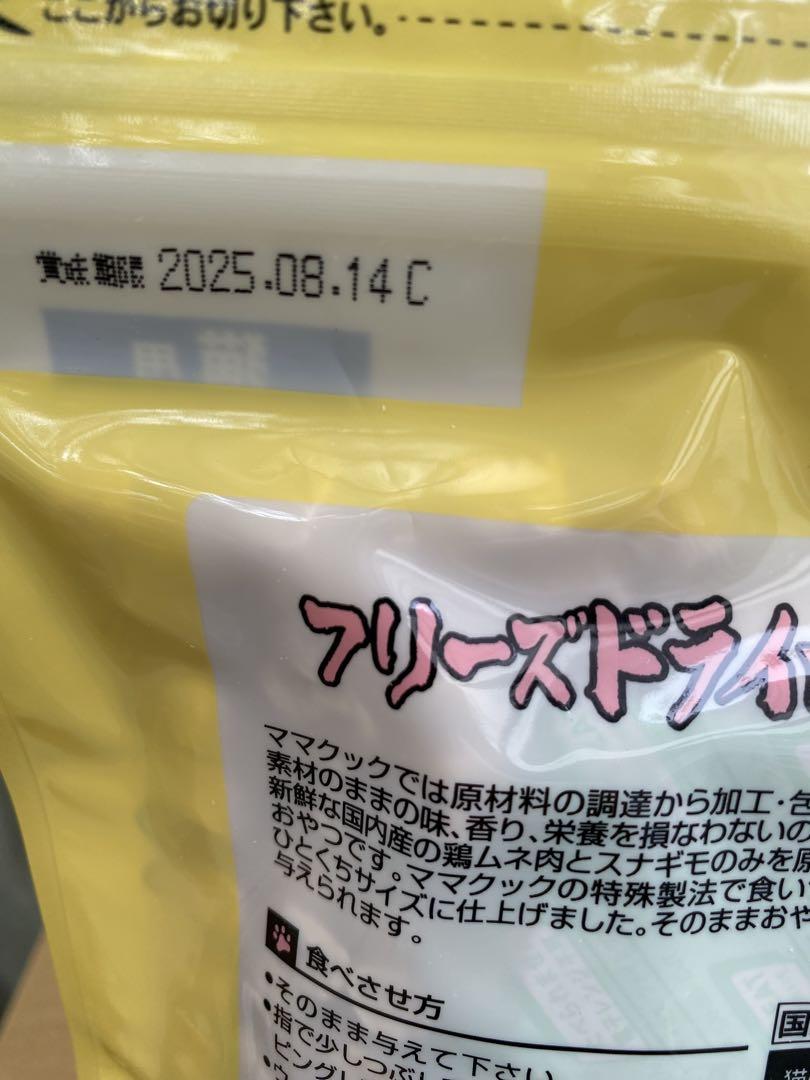 ここからお切り下さい。
賞味期限 2025.08.14 C
猫用
フリーズドライ
ママクックでは原材料の調達から加工・包
素材のままの味、香り、栄養を損なわないの
新鮮な国内産の鶏ムネ肉とスナギモのみを原
おやつです。ママクックの特殊製法で食い
ひとくちサイズに仕上げました。そのままおや
与えられます。
食べさせ方
•そのまま与えて下さい
•指で少しつぶし
ピング
国
猫